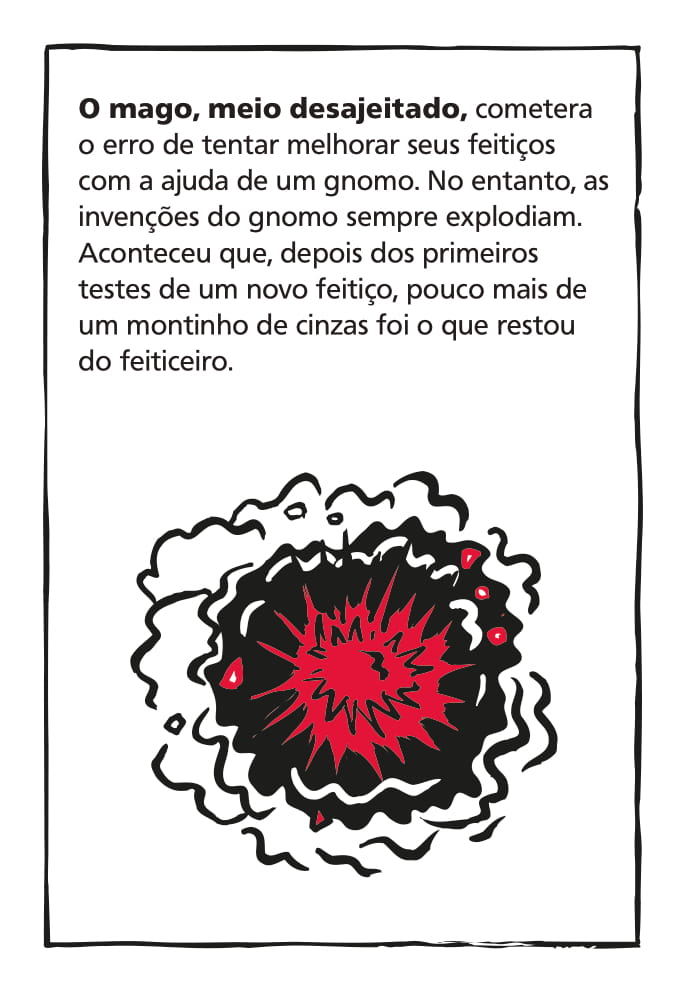 O mago, meio desajeitado, cometera
o erro de tentar melhorar seus feitiços
com a ajuda de um gnomo. No entanto, as
invenções do gnomo sempre explodiam.
Aconteceu que, depois dos primeiros
testes de um novo feitiço, pouco mais de
um montinho de cinzas foi o que restou
do feiticeiro.